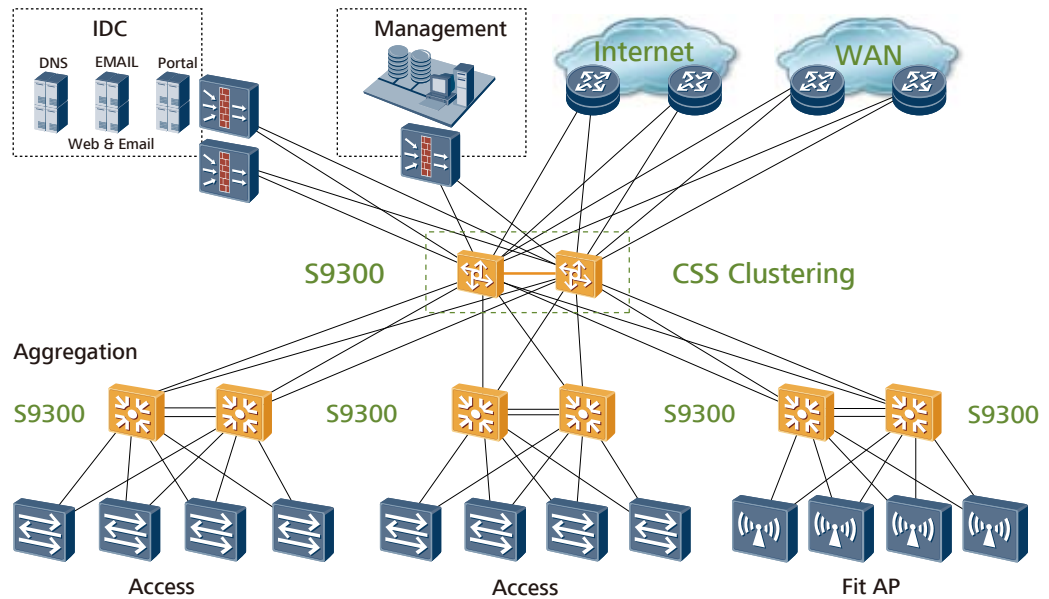 IDC
Management
Internet
WAN
DNS
EMAIL
Portal
Web & Email
S9300
CSS Clustering
Aggregation
S9300
S9300
S9300
S9300
Access
Access
Fit AP